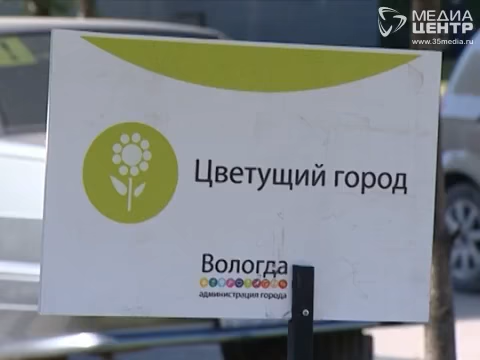 МЕДИА
ЦЕНТР
www.35media.ru
Цветущий город
Вологда
администрация города